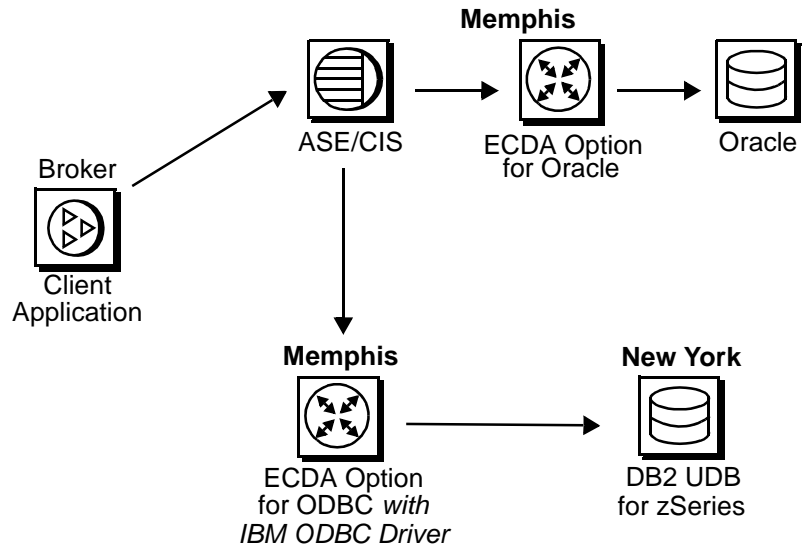 Memphis
ASE/CIS
ECDA Option
for Oracle
Oracle
Broker
Client
Application
Memphis
ECDA Option
for ODBC with
IBM ODBC Driver
New York
DB2 UDB
for zSeries